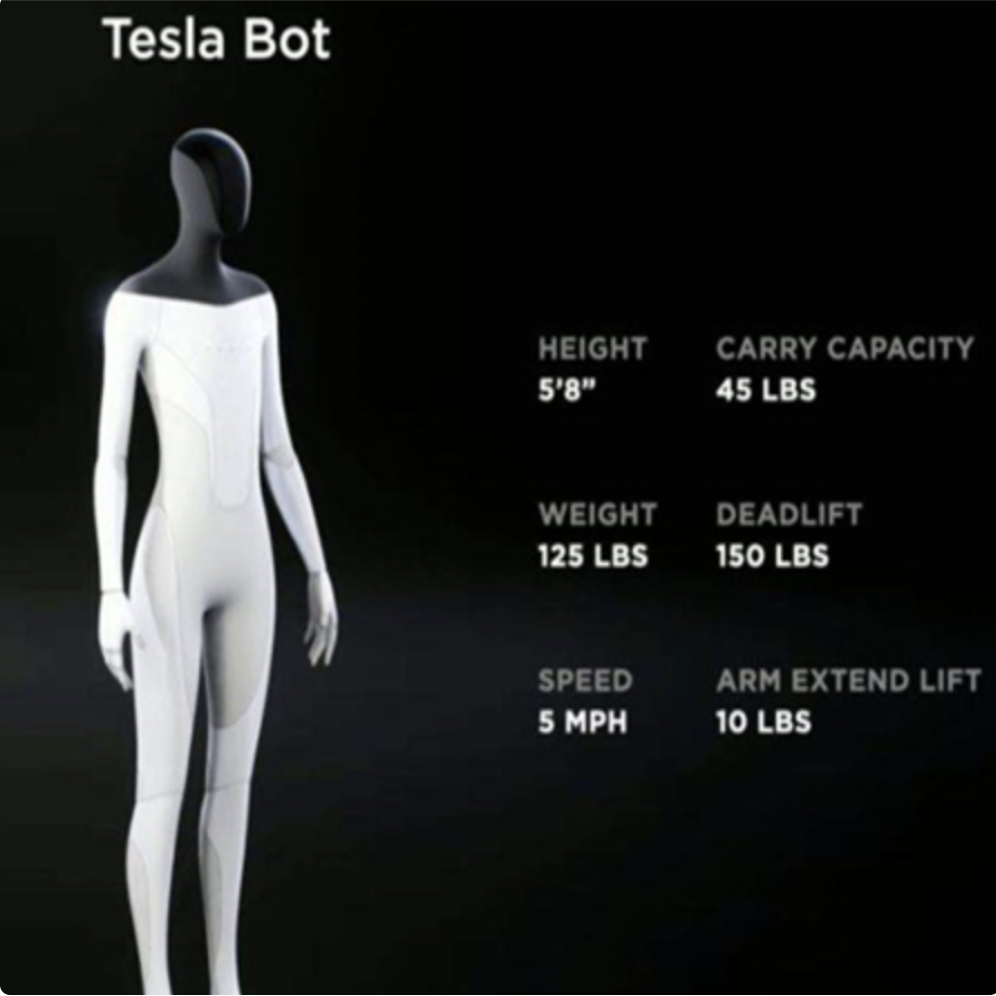 Tesla Bot
HEIGHT
5'8"
CARRY CAPACITY
45 LBS
WEIGHT
125 LBS
DEADLIFT
150 LBS
SPEED
5 MPH
ARM EXTEND LIFT
10 LBS